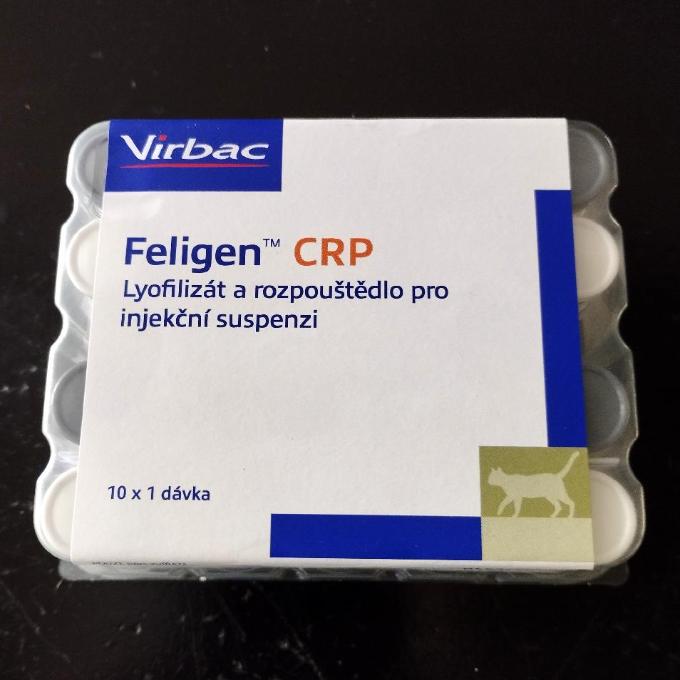 Virbac
Feligen™ CRP
Lyofilizát a rozpouštědlo pro
injekční suspenzi
10 x 1 dávka